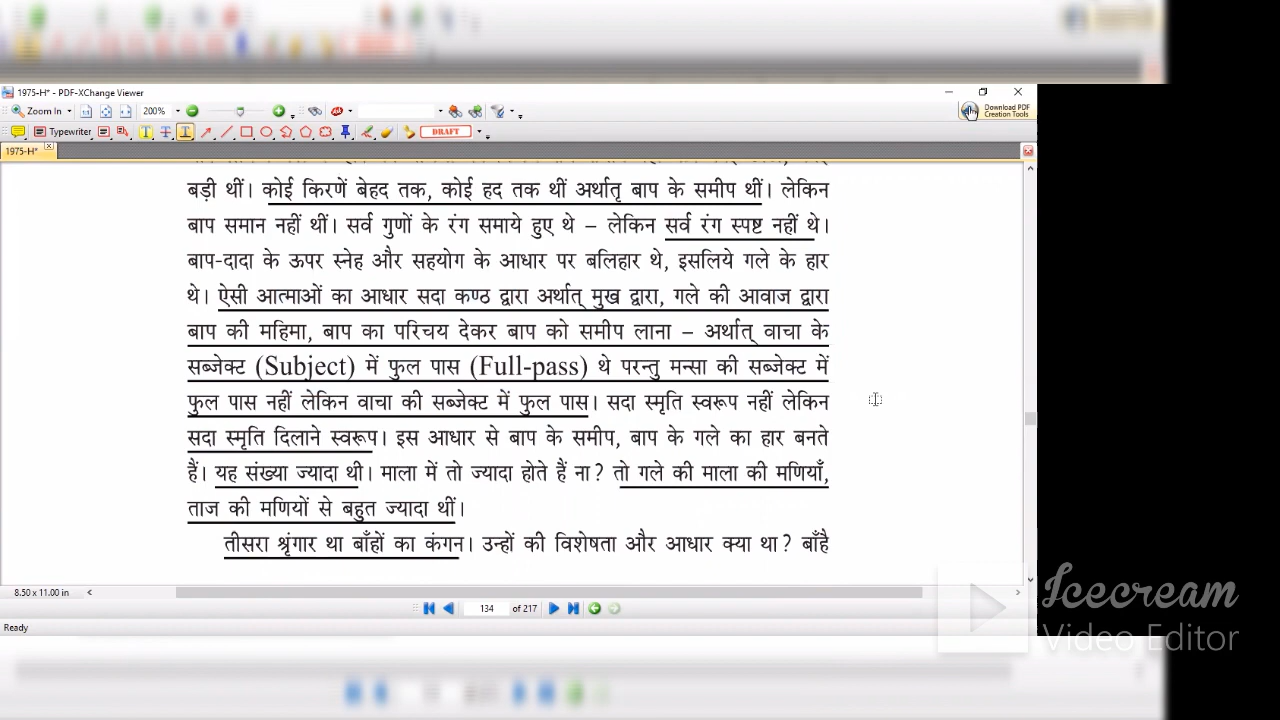 1975-H* - PDF-XChange Viewer
Zoom In 200% Download PDF
Creation Tools
Typewriter DRAFT
1975-H*
बड़ी थीं। कोई किरणें बेहद तक, कोई हद तक थीं अर्थातृ बाप के समीप थीं। लेकिन
बाप समान नहीं थीं। सर्व गुणों के रंग समाये हुए थे – लेकिन सर्व रंग स्पष्ट नहीं थे।
बाप-दादा के ऊपर स्नेह और सहयोग के आधार पर बलिहार थे, इसलिये गले के हार
थे। ऐसी आत्माओं का आधार सदा कण्ठ द्वारा अर्थात् मुख द्वारा, गले की आवाज द्वारा
बाप की महिमा, बाप का परिचय देकर बाप को समीप लाना – अर्थात् वाचा के
सब्जेक्ट (Subject) में फुल पास (Full-pass) थे परन्तु मन्सा की सब्जेक्ट में
फुल पास नहीं लेकिन वाचा की सब्जेक्ट में फुल पास। सदा स्मृति स्वरूप नहीं लेकिन
सदा स्मृति दिलाने स्वरूप। इस आधार से बाप के समीप, बाप के गले का हार बनते
हैं। यह संख्या ज्यादा थी। माला में तो ज्यादा होते हैं ना? तो गले की माला की मणियाँ,
ताज की मणियों से बहुत ज्यादा थीं।
तीसरा श्रृंगार था बाँहों का कंगन। उन्हों की विशेषता और आधार क्या था? बाँहै
8.50 x 11.00 in
134 of 217
Ready
Icecream
Video Editor